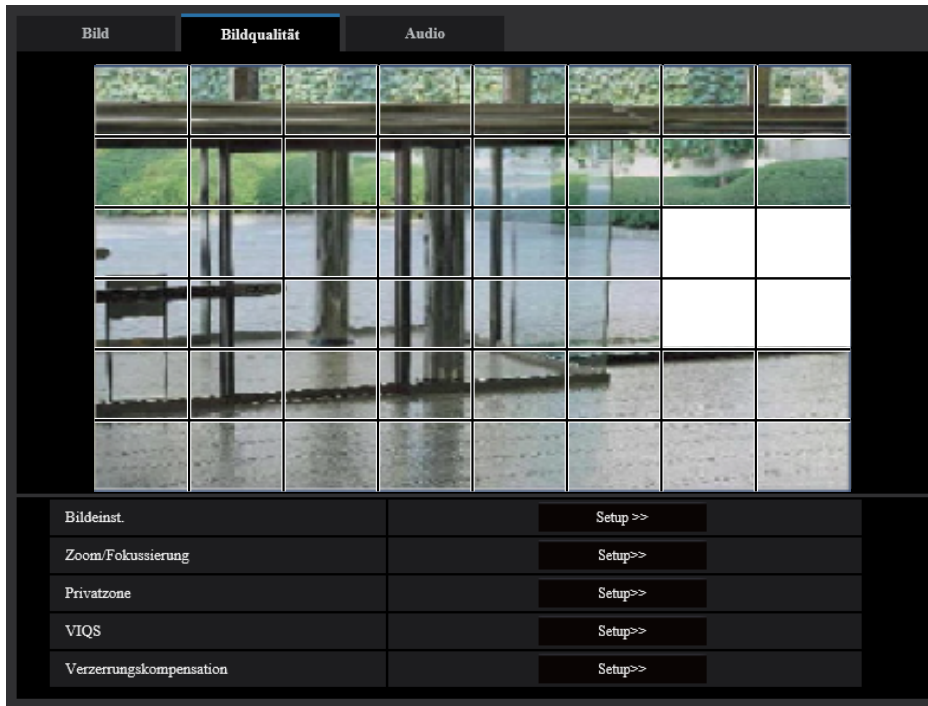 Bild Bildqualität Audio
Bildeinst. Setup >>
Zoom/Fokussierung Setup>>
Privatzone Setup>>
VIQS Setup>>
Verzerrungskompensation Setup>>